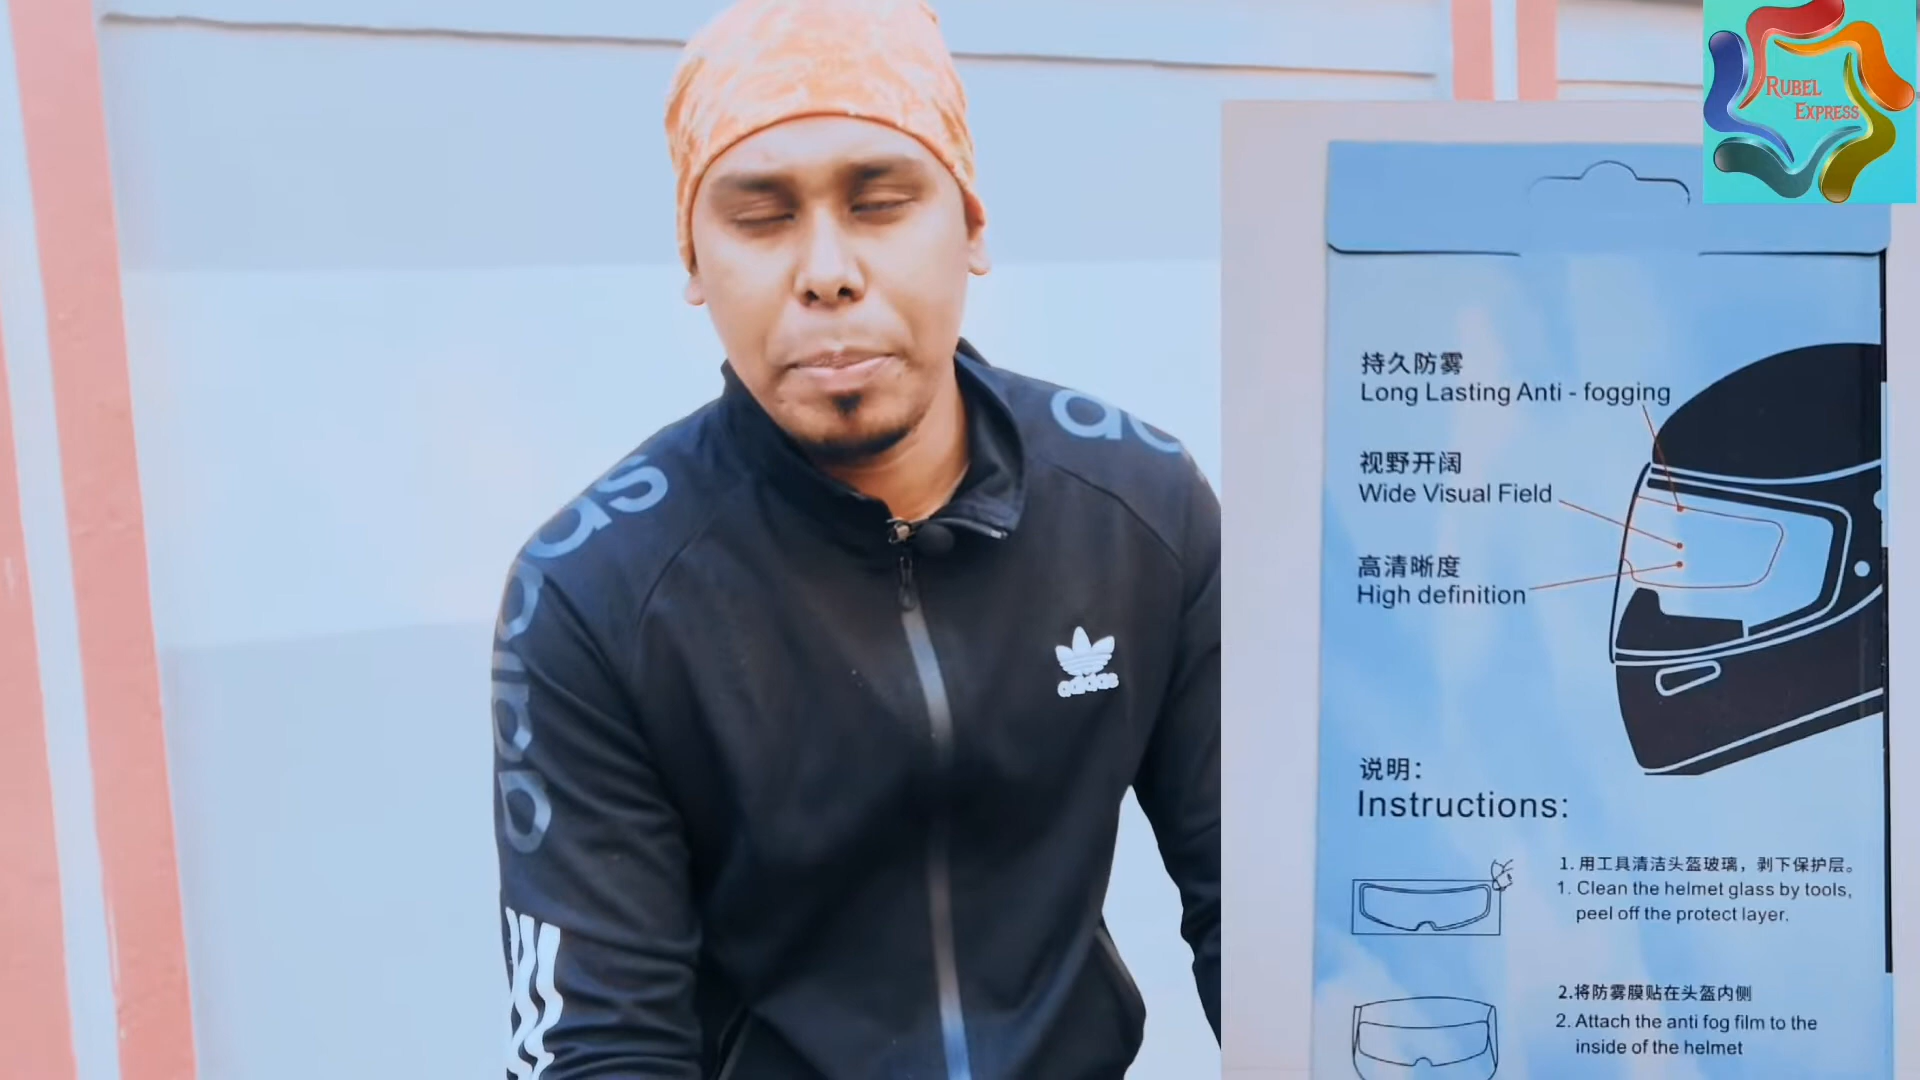 RUBEL
EXPRESS
持久防雾
Long Lasting Anti - fogging
视野开阔
Wide Visual Field
高清晰度
High definition
说明：
Instructions:
1. 用工具清洁头盔玻璃，剥下保护层。
1. Clean the helmet glass by tools,
peel off the protect layer.
2.将防雾膜贴在头盔内侧
2. Attach the anti fog film to the
inside of the helmet
adidas
adidas